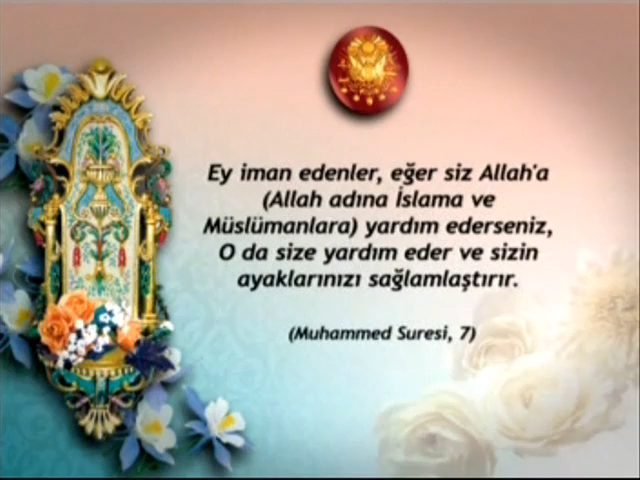 Ey iman edenler, eğer siz Allah'a
(Allah adına İslama ve
Müslümanlara) yardım ederseniz,
O da size yardım eder ve sizin
ayaklarınızı sağlamlaştırır.
(Muhammed Suresi, 7)